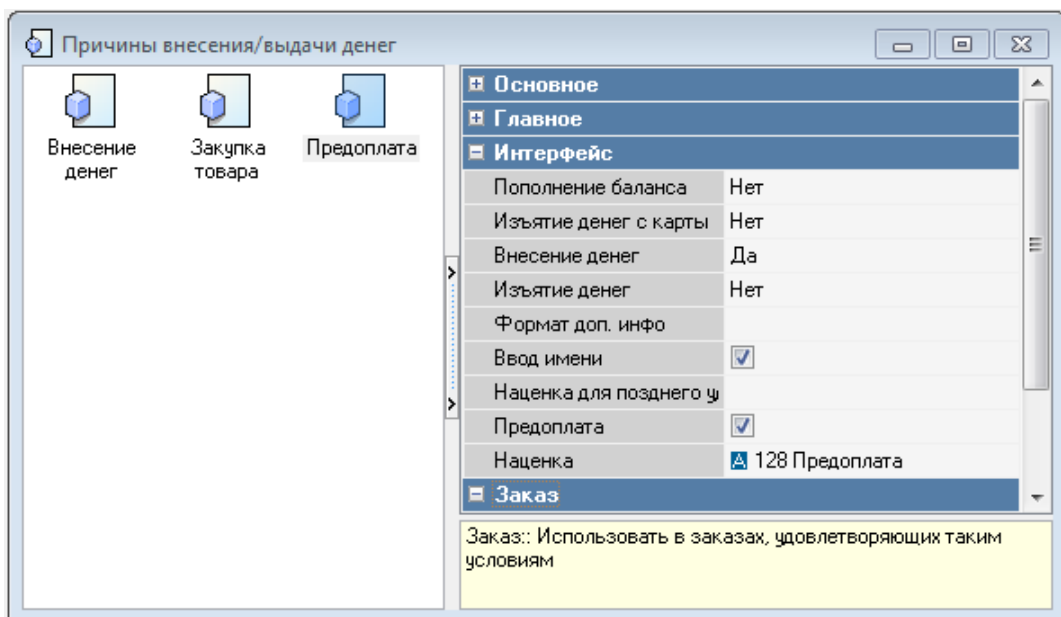 Причины внесения/выдачи денег
Внесение
денег
Закупка
товара
Предоплата
Основное
Главное
Интерфейс
Пополнение баланса Нет
Изъятие денег с карты Нет
Внесение денег Да
Изъятие денег Нет
Формат доп. инфо
Ввод имени
Наценка для позднего у
Предоплата
Наценка А 128 Предоплата
Заказ
Заказ:: Использовать в заказах, удовлетворяющих таким
условиям